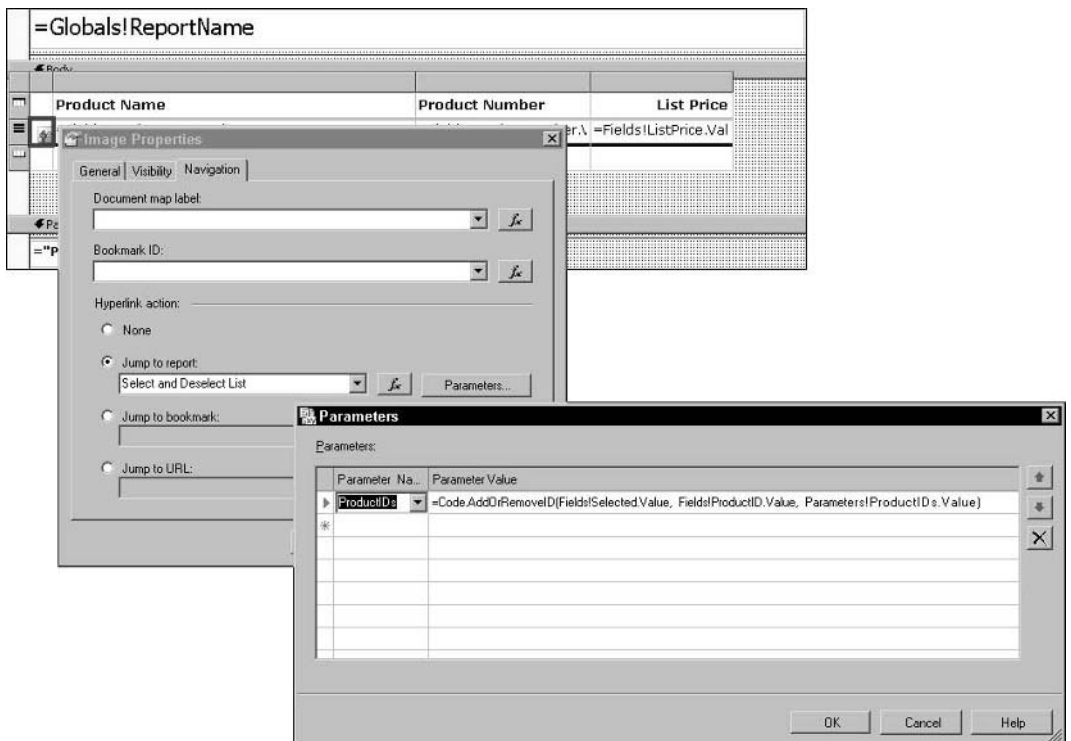 =Globals!ReportName
Body
Product Name Product Number List Price
=Fields!ListPrice.Val
Image Properties
General Visibility Navigation
Document map label:
fx
Bookmark ID:
fx
Hyperlink action:
None
Jump to report:
Select and Deselect List fx Parameters...
Jump to bookmark:
Jump to URL:
Parameters
Parameters:
Parameter Na... Parameter Value
ProductIDs =Code.AddOrRemoveID(Fields!Selected.Value, Fields!ProductID.Value, Parameters!ProductIDs.Value)
OK Cancel Help